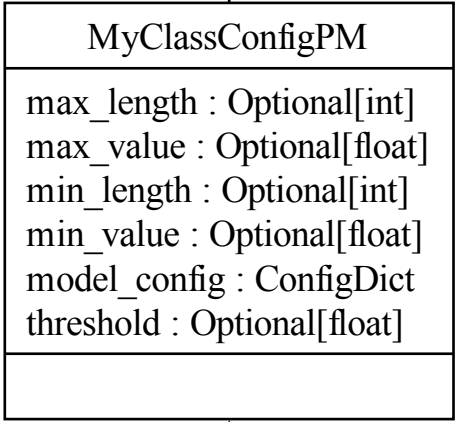 MyClassConfigPM
max_length : Optional[int]
max_value : Optional[float]
min_length : Optional[int]
min_value : Optional[float]
model_config : ConfigDict
threshold : Optional[float]